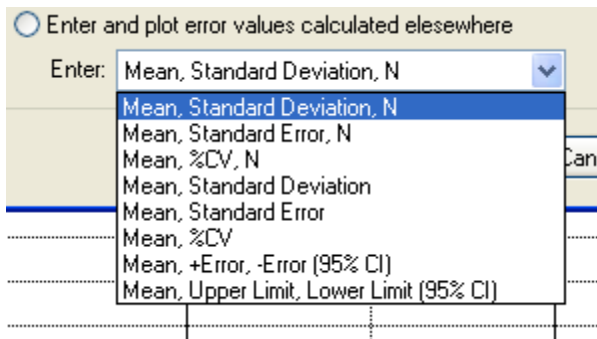 Enter and plot error values calculated elesewhere
Enter: Mean, Standard Deviation, N
Mean, Standard Deviation, N
Mean, Standard Error, N
Mean, %CV, N
Can
Mean, Standard Deviation
Mean, Standard Error
Mean, %CV
Mean, +Error, -Error (95% CI)
Mean, Upper Limit, Lower Limit (95% CI)